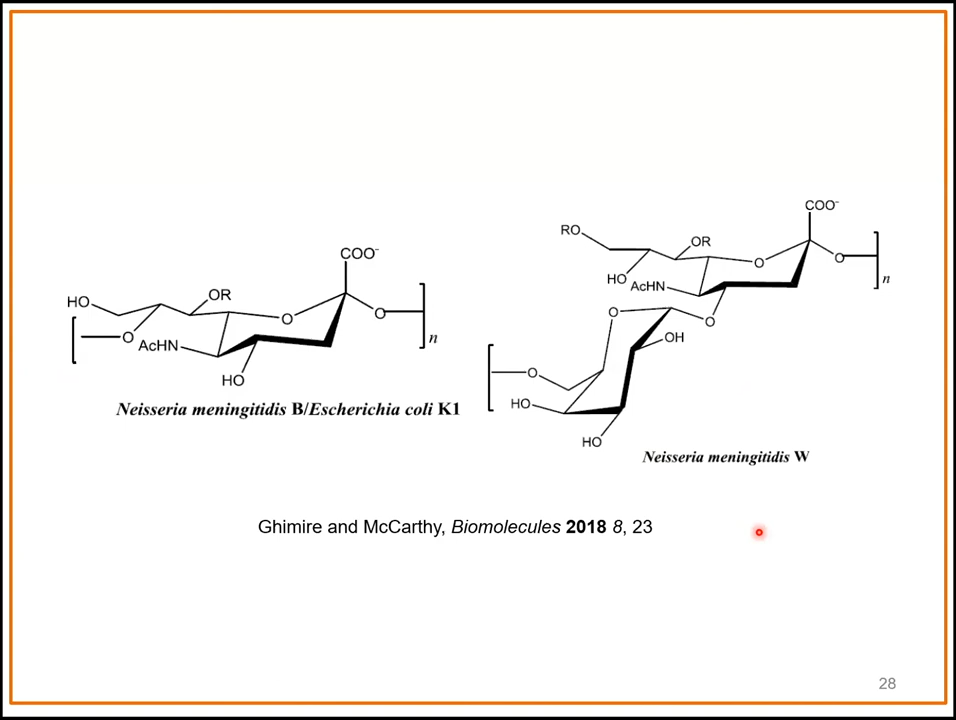 COO⁻
HO
OR
O
O
n
O
AcHN
HO
Neisseria meningitidis B/Escherichia coli K1
COO⁻
RO
OR
O
O
n
HO
AcHN
O
O
OH
O
HO
HO
Neisseria meningitidis W
Ghimire and McCarthy, Biomolecules 2018 8, 23
28